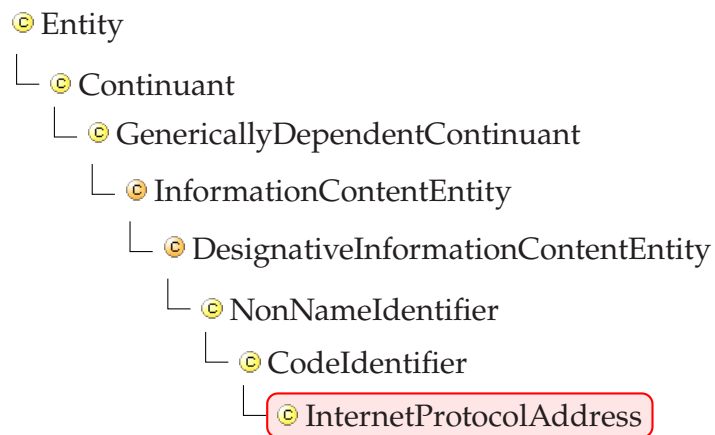 C Entity
C Continuant
C GenericallyDependentContinuant
C InformationContentEntity
C DesignativeInformationContentEntity
C NonNameIdentifier
C CodeIdentifier
C InternetProtocolAddress